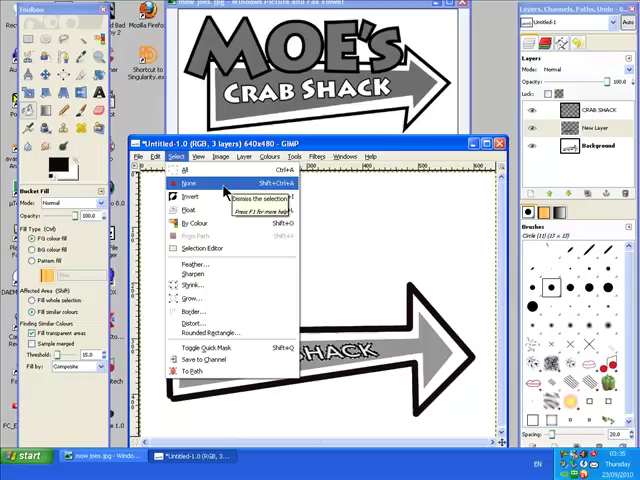 Toolbox
mow joes.jpg - Windows Picture and Fax Viewer
Layers, Channels, Paths, Undo - B...
Mozilla Firefox
Shortcut to
Singularity.exe
MOE'S
CRAB SHACK
Untitled-1
Auto
Layers
Mode: Normal
Opacity: 100.0
Lock:
CRAB SHACK
New Layer
Background
*Untitled-1.0 (RGB, 3 layers) 640x480 - GIMP
File Edit Select View Image Layer Colours Tools Filters Windows Help
All Ctrl+A
None Shift+Ctrl+A
Invert
Dismiss the selection
Press F1 for more help
Float
By Colour Shift+O
From Path Shift+V
Selection Editor
Feather...
Sharpen
Shrink...
Grow...
Border...
Distort...
Rounded Rectangle...
Toggle Quick Mask Shift+Q
Save to Channel
To Path
SHACK
Bucket Fill
Mode: Normal
Opacity: 100.0
Fill Type (Ctrl)
FG colour fill
BG colour fill
Pattern fill
Pine
Affected Area (Shift)
Fill whole selection
Fill similar colours
Finding Similar Colours
Fill transparent areas
Sample merged
Threshold: 15.0
Fill by: Composite
Brushes
Circle (11) (13 x 13)
Spacing: 20.0
start
mow joes.jpg - Windo...
*Untitled-1.0 (RGB, 3...
EN
03:35
Thursday
23/09/2010